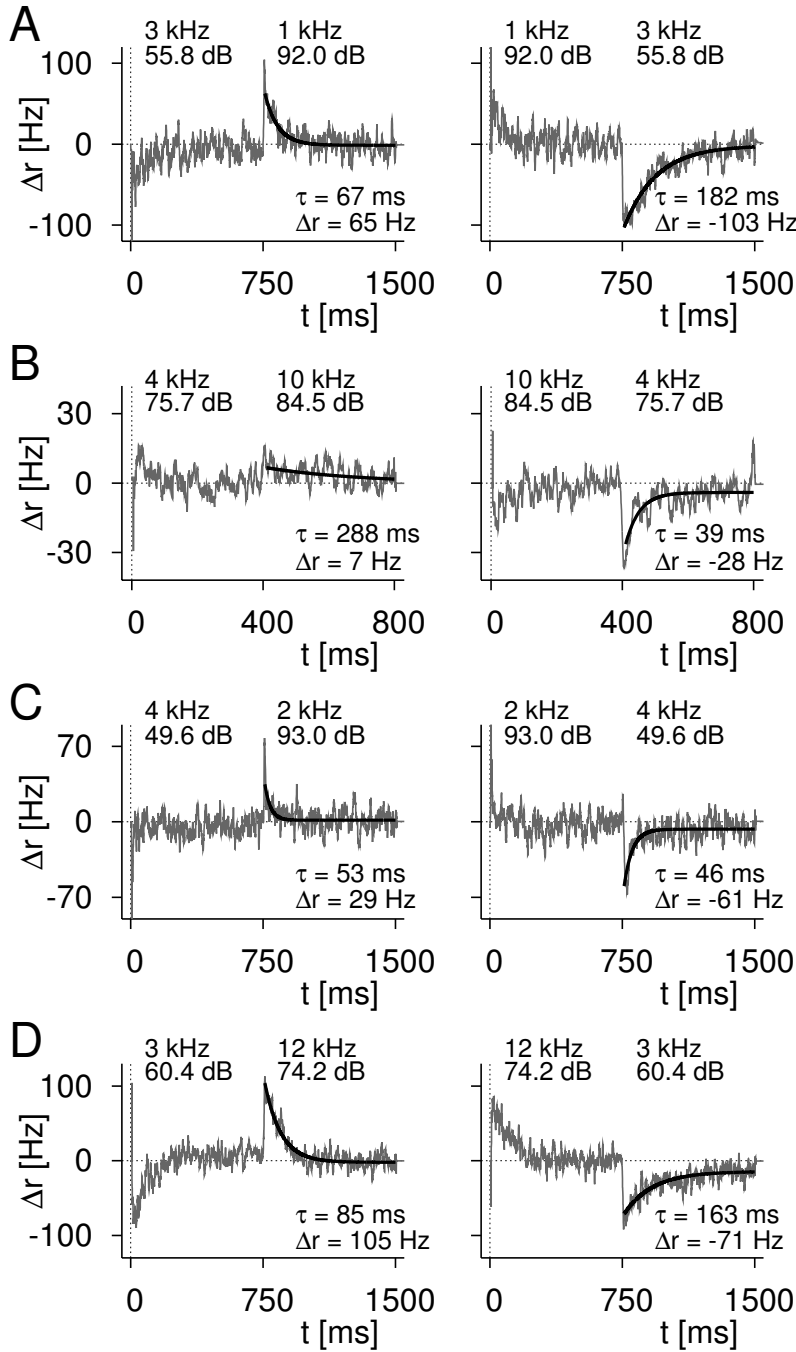 A
3 kHz 1 kHz
55.8 dB 92.0 dB
1 kHz 3 kHz
92.0 dB 55.8 dB
100
0
-100
Δr [Hz]
τ = 67 ms
Δr = 65 Hz
τ = 182 ms
Δr = -103 Hz
0 750 1500
t [ms]
0 750 1500
t [ms]
B
4 kHz 10 kHz
75.7 dB 84.5 dB
10 kHz 4 kHz
84.5 dB 75.7 dB
30
0
-30
Δr [Hz]
τ = 288 ms
Δr = 7 Hz
τ = 39 ms
Δr = -28 Hz
0 400 800
t [ms]
0 400 800
t [ms]
C
4 kHz 2 kHz
49.6 dB 93.0 dB
2 kHz 4 kHz
93.0 dB 49.6 dB
70
0
-70
Δr [Hz]
τ = 53 ms
Δr = 29 Hz
τ = 46 ms
Δr = -61 Hz
0 750 1500
t [ms]
0 750 1500
t [ms]
D
3 kHz 12 kHz
60.4 dB 74.2 dB
12 kHz 3 kHz
74.2 dB 60.4 dB
100
0
-100
Δr [Hz]
τ = 85 ms
Δr = 105 Hz
τ = 163 ms
Δr = -71 Hz
0 750 1500
t [ms]
0 750 1500
t [ms]